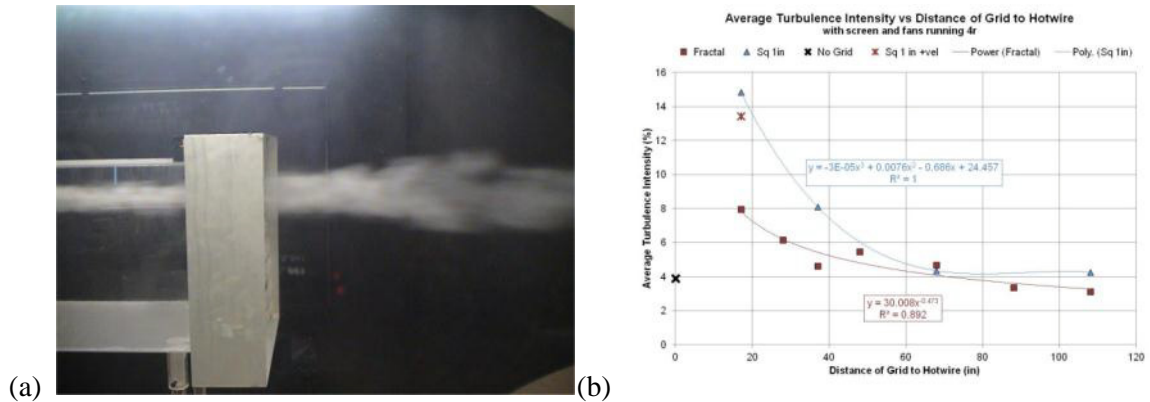 (a)
(b)
Average Turbulence Intensity vs Distance of Grid to Hotwire
with screen and fans running 4r
Fractal Sq 1in No Grid Sq 1 in +vel Power (Fractal) Poly. (Sq 1in)
Average Turbulence Intensity (%)
16
14
12
10
8
6
4
2
0
y = -3E-05x³ + 0.0076x² - 0.686x + 24.457
R² = 1
y = 30.008x^-0.473
R² = 0.892
0 20 40 60 80 100 120
Distance of Grid to Hotwire (in)